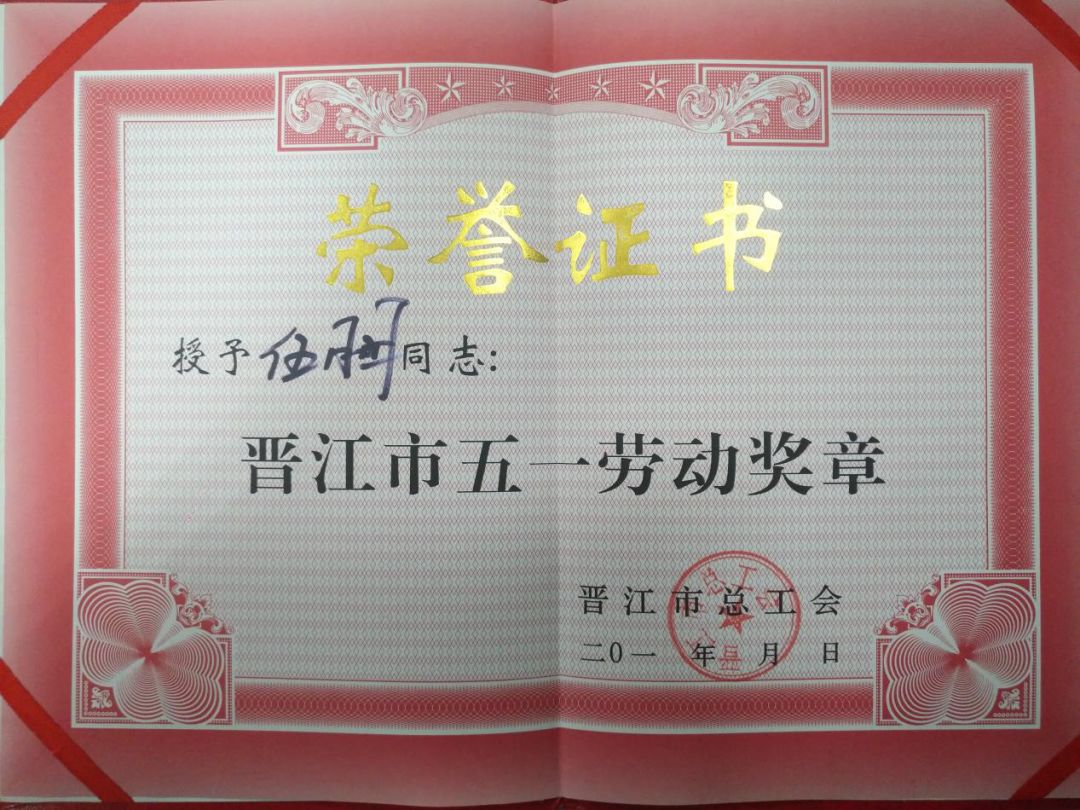 荣誉证书
授予伍 同志：
晋江市五一劳动奖章
晋江市总工会
二0一 年 月 日